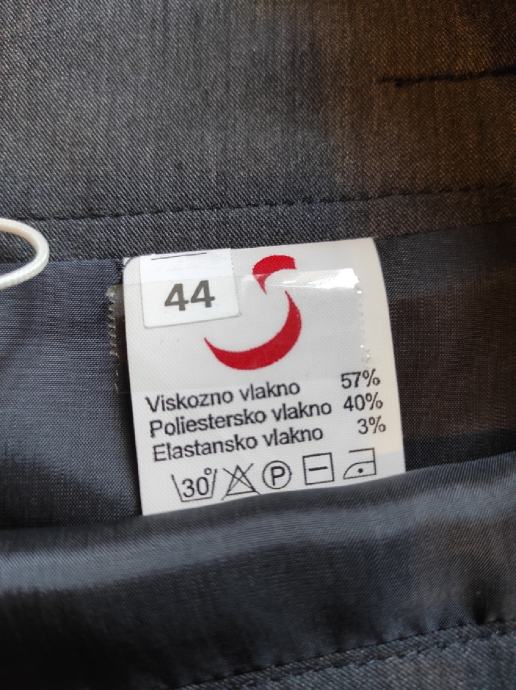 44
Viskozno vlakno 57%
Poliestersko vlakno 40%
Elastansko vlakno 3%
30° P